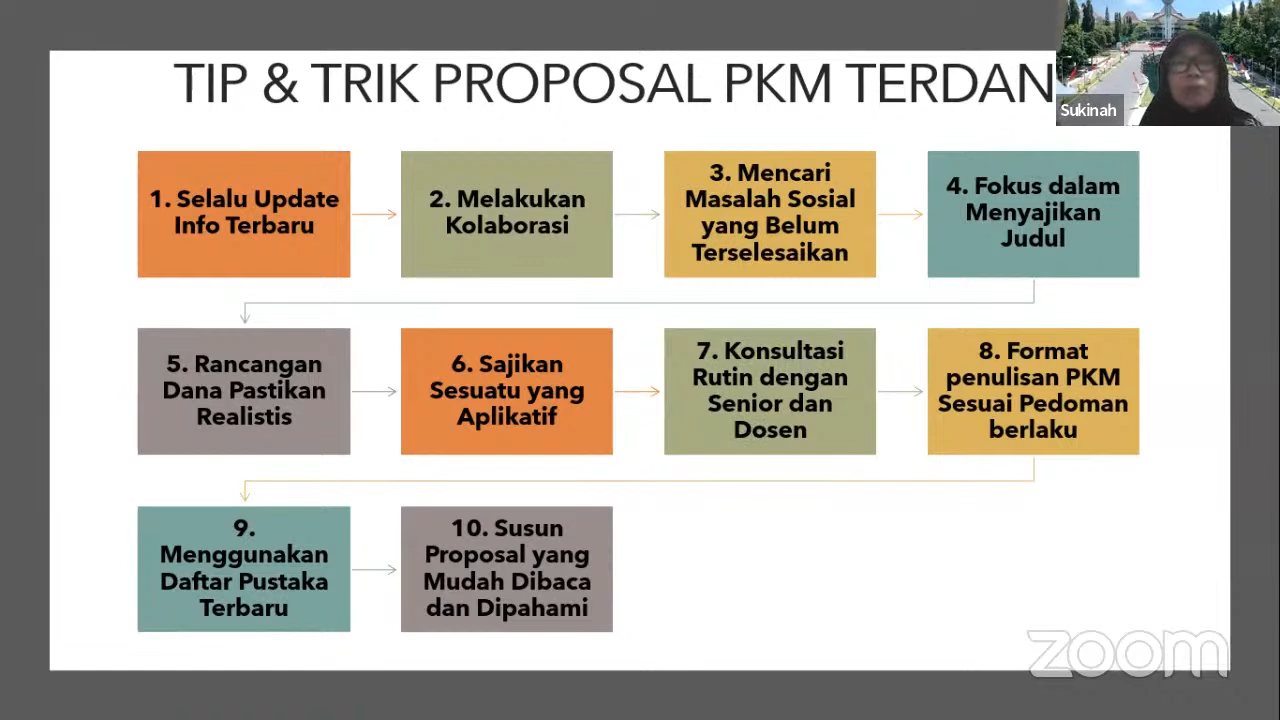 TIP & TRIK PROPOSAL PKM TERDAN
Sukinah
1. Selalu Update
Info Terbaru
2. Melakukan
Kolaborasi
3. Mencari
Masalah Sosial
yang Belum
Terselesaikan
4. Fokus dalam
Menyajikan
Judul
5. Rancangan
Dana Pastikan
Realistis
6. Sajikan
Sesuatu yang
Aplikatif
7. Konsultasi
Rutin dengan
Senior dan
Dosen
8. Format
penulisan PKM
Sesuai Pedoman
berlaku
9.
Menggunakan
Daftar Pustaka
Terbaru
10. Susun
Proposal yang
Mudah Dibaca
dan Dipahami
zoom